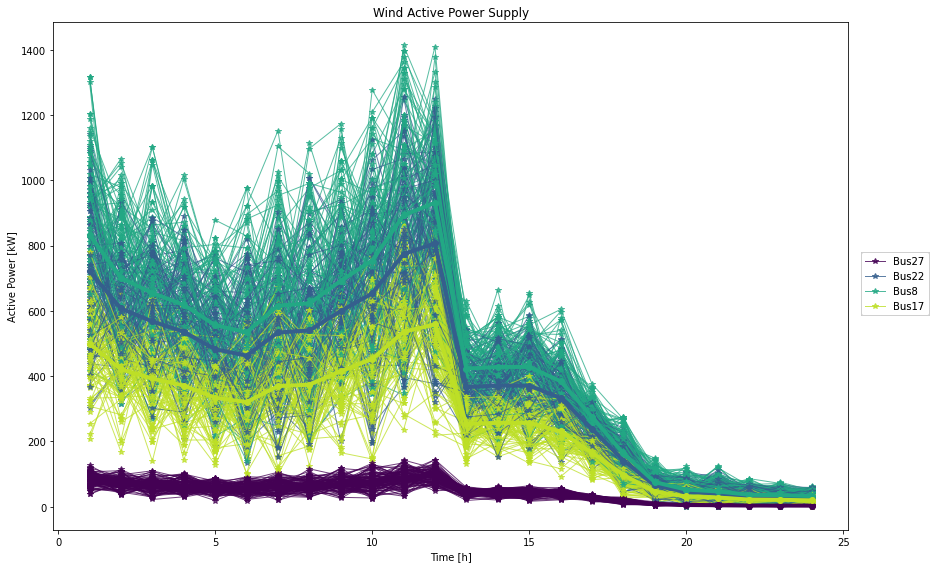 Wind Active Power Supply
Active Power [kW]
1400
1200
1000
800
600
400
200
0
0 5 10 15 20 25
Time [h]
Bus27
Bus22
Bus8
Bus17